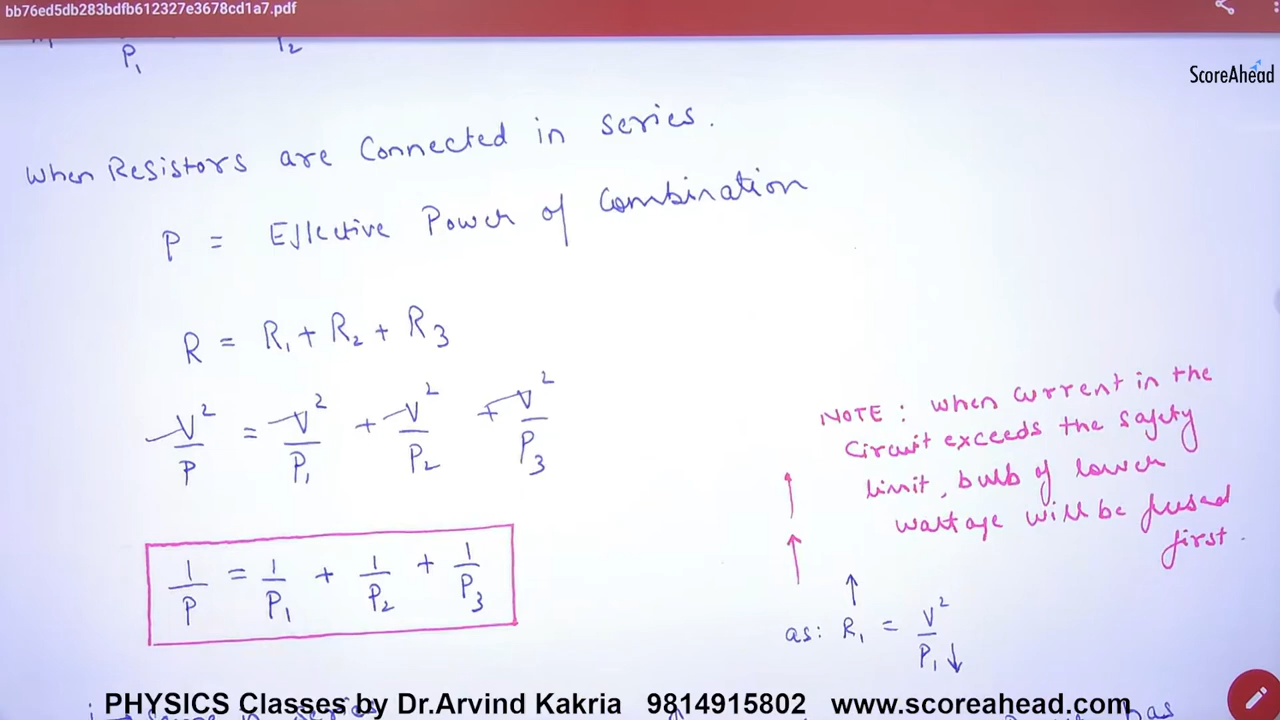 bb76ed5db283bdfb612327e3678cd1a7.pdf
P₁
ScoreAhead
When Resistors are Connected in series.
P = Effective Power of Combination
R = R₁ + R₂ + R₃
V²/P = V²/P₁ + V²/P₂ + V²/P₃
1/P = 1/P₁ + 1/P₂ + 1/P₃
NOTE : when current in the
Circuit exceeds the safety
limit, bulb of lower
wattage will be fused
first.
as: R₁ ↑ = V²/P₁ ↓
PHYSICS Classes by Dr.Arvind Kakria 9814915802 www.scoreahead.com